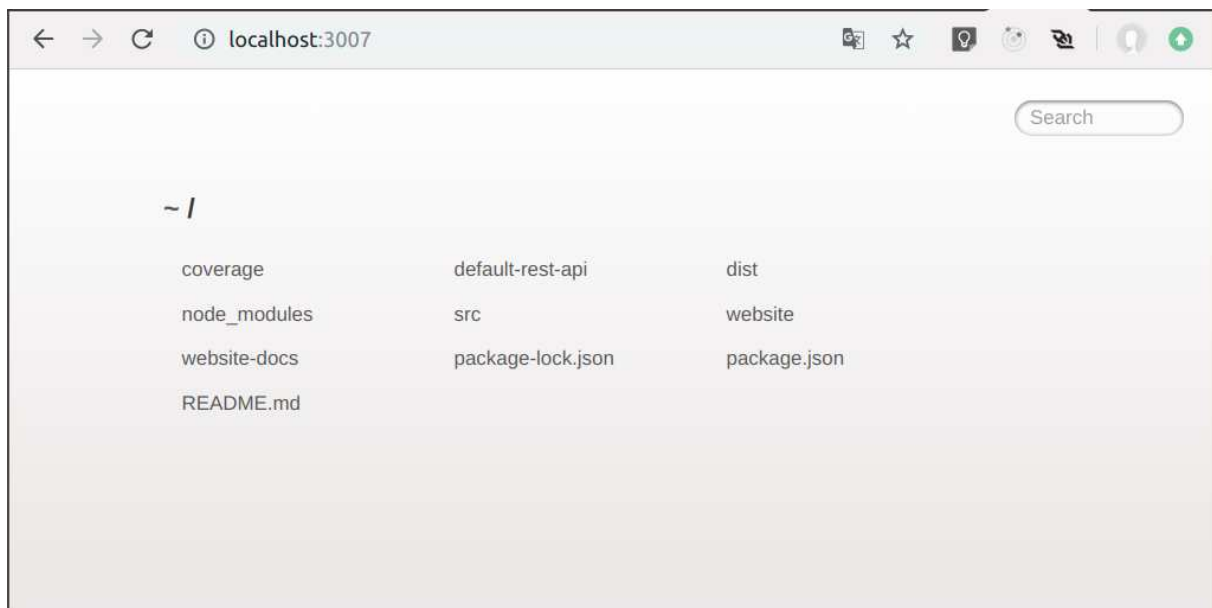 localhost:3007
Search
~ /
coverage default-rest-api dist
node_modules src website
website-docs package-lock.json package.json
README.md